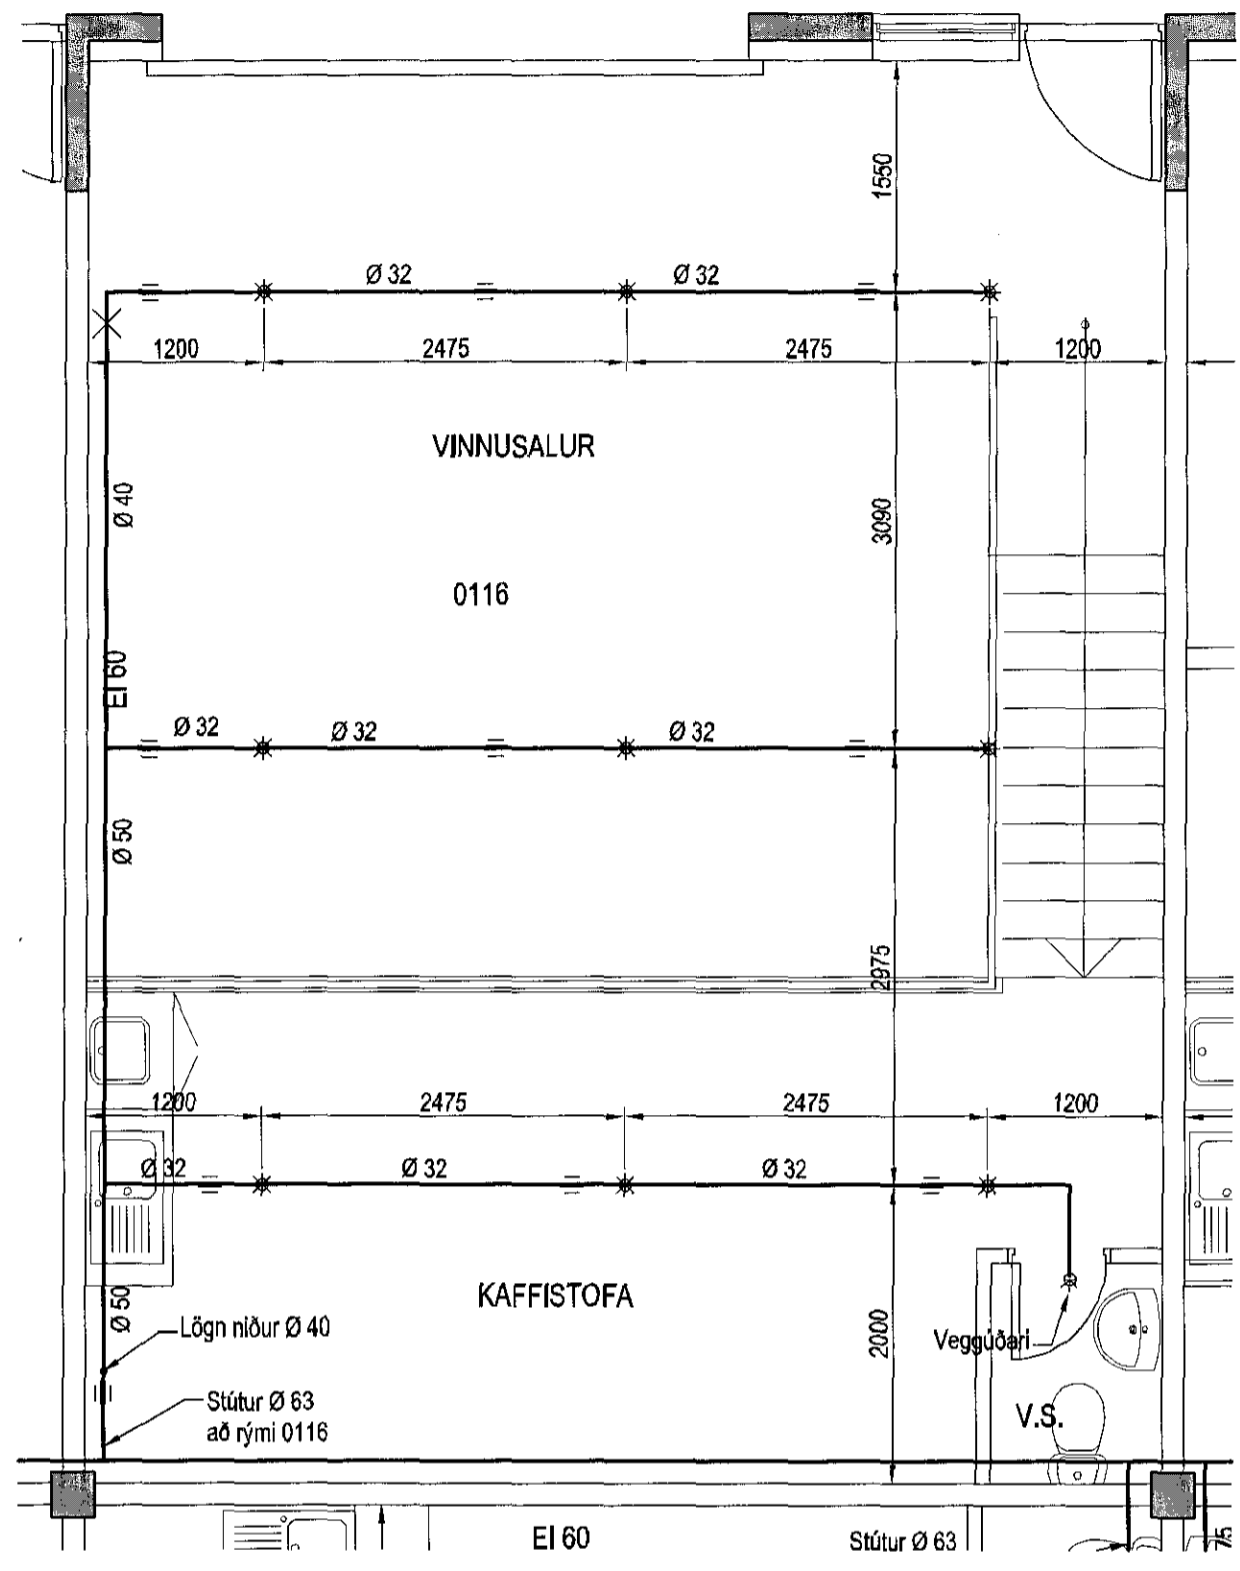 1550
Ø 32
Ø 32
1200
2475
2475
1200
VINNUSALUR
Ø 40
3090
0116
EI 60
Ø 32
Ø 32
Ø 32
Ø 50
2975
1200
2475
2475
1200
Ø 32
Ø 32
Ø 32
KAFFISTOFA
Ø 50
Lögn niður Ø 40
2000
Veggúðari
Stútur Ø 63
að rými 0116
V.S.
EI 60
Stútur Ø 63
75